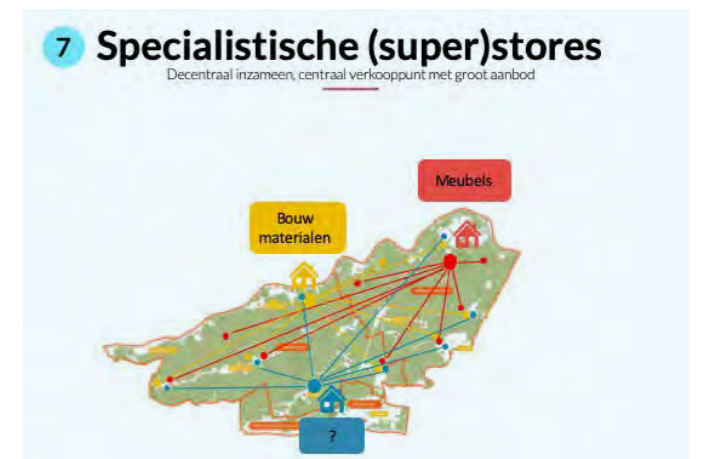 7 Specialistische (super)stores
Decentraal inzameen, centraal verkooppunt met groot aanbod
Meubels
Bouw
materialen
?